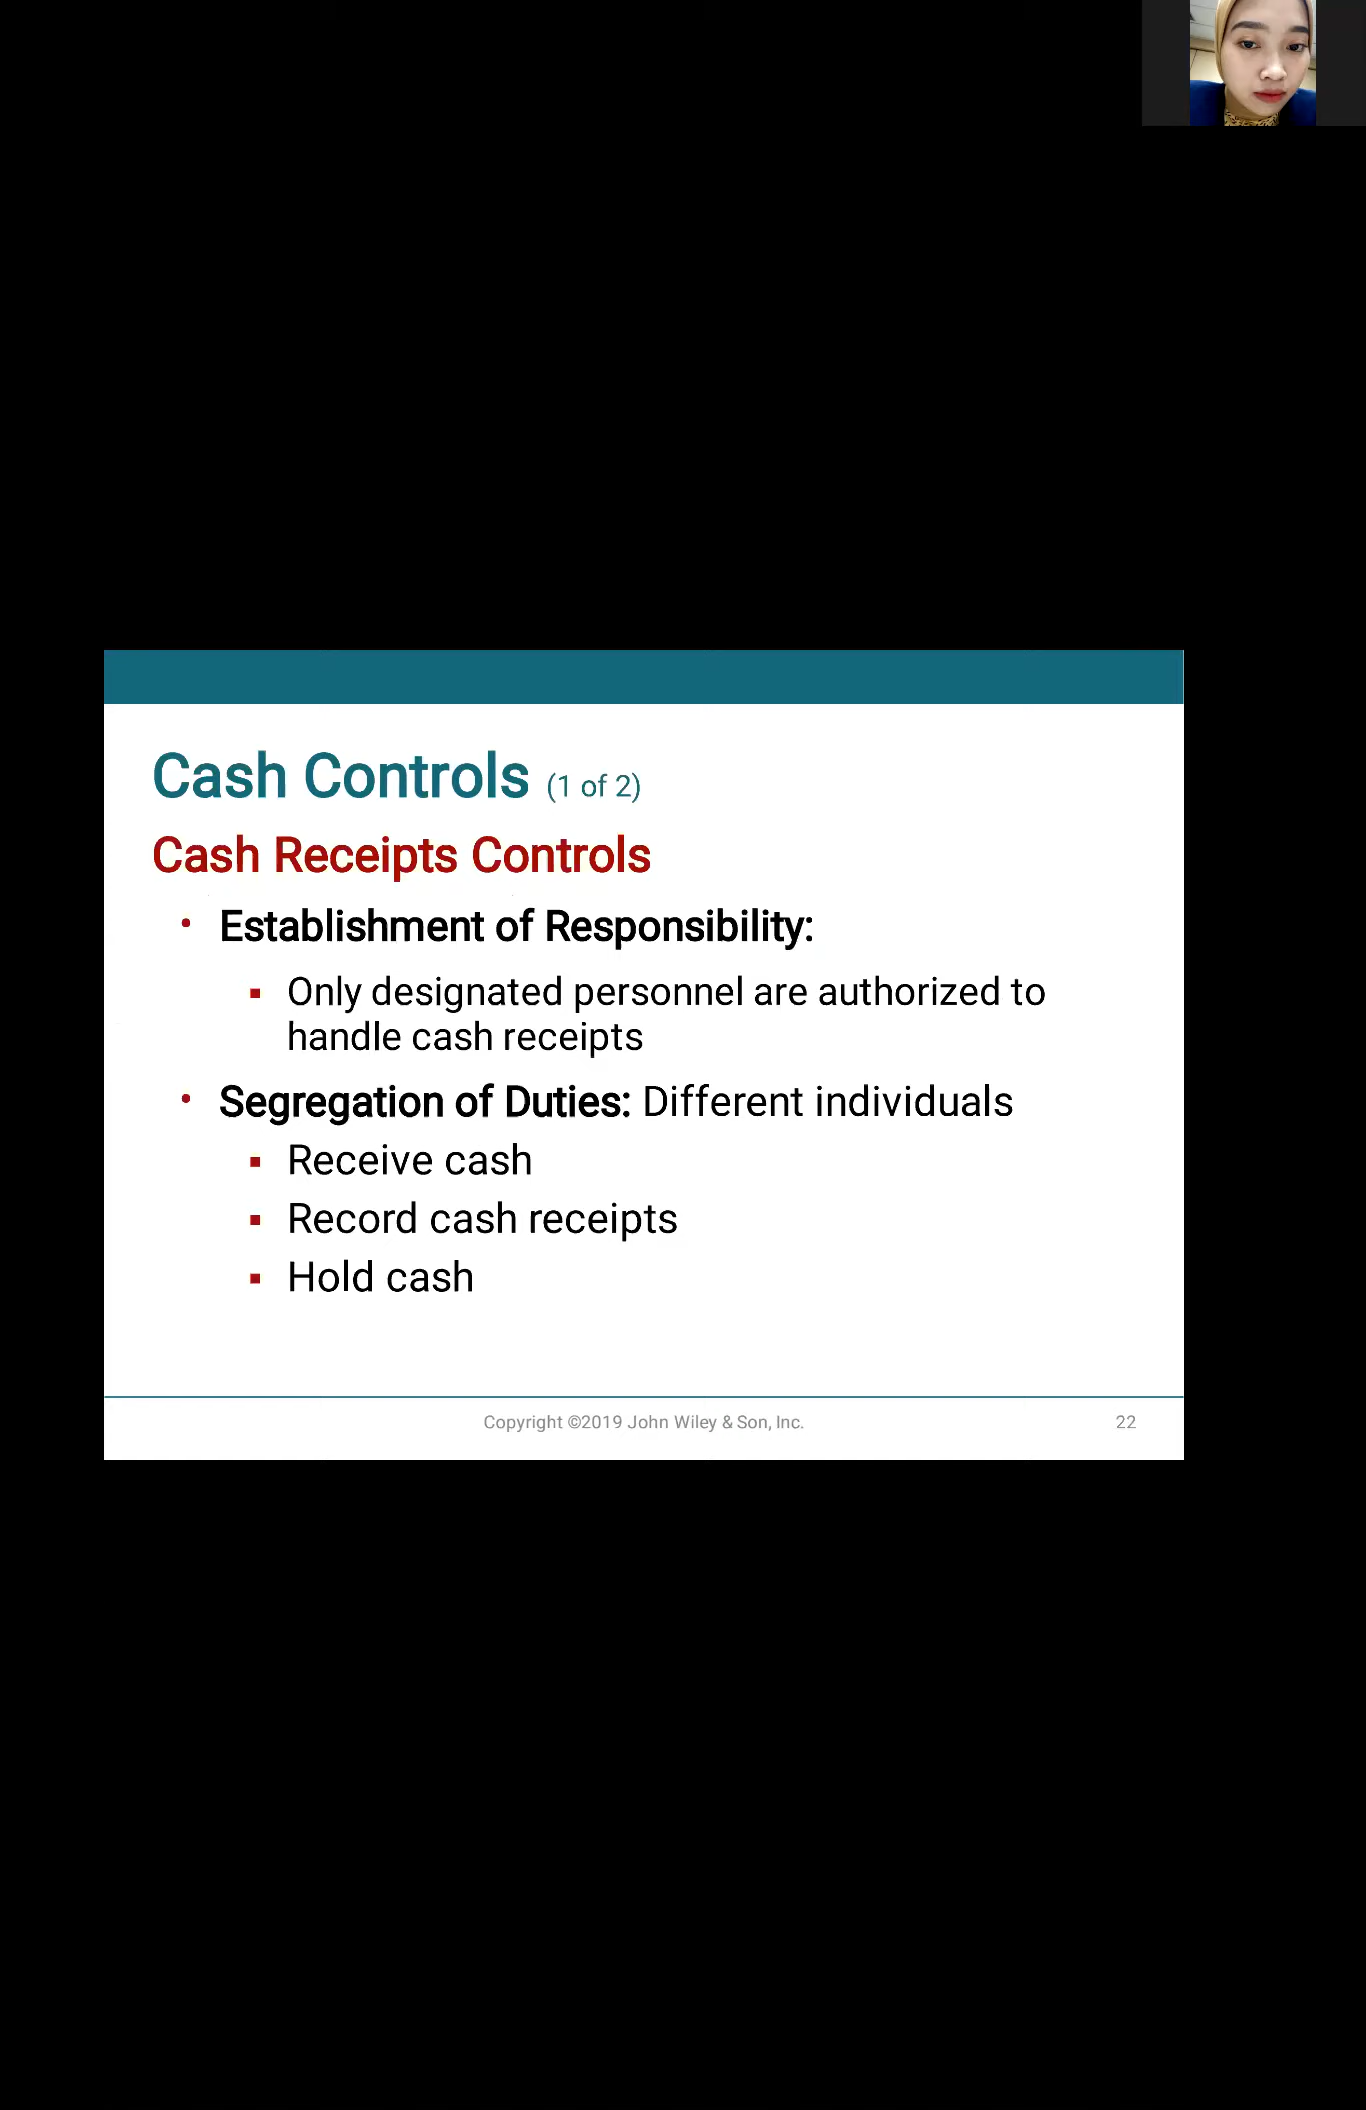 Cash Controls (1 of 2)
Cash Receipts Controls
• Establishment of Responsibility:
▪ Only designated personnel are authorized to
handle cash receipts
• Segregation of Duties: Different individuals
▪ Receive cash
▪ Record cash receipts
▪ Hold cash
Copyright ©2019 John Wiley & Son, Inc. 22